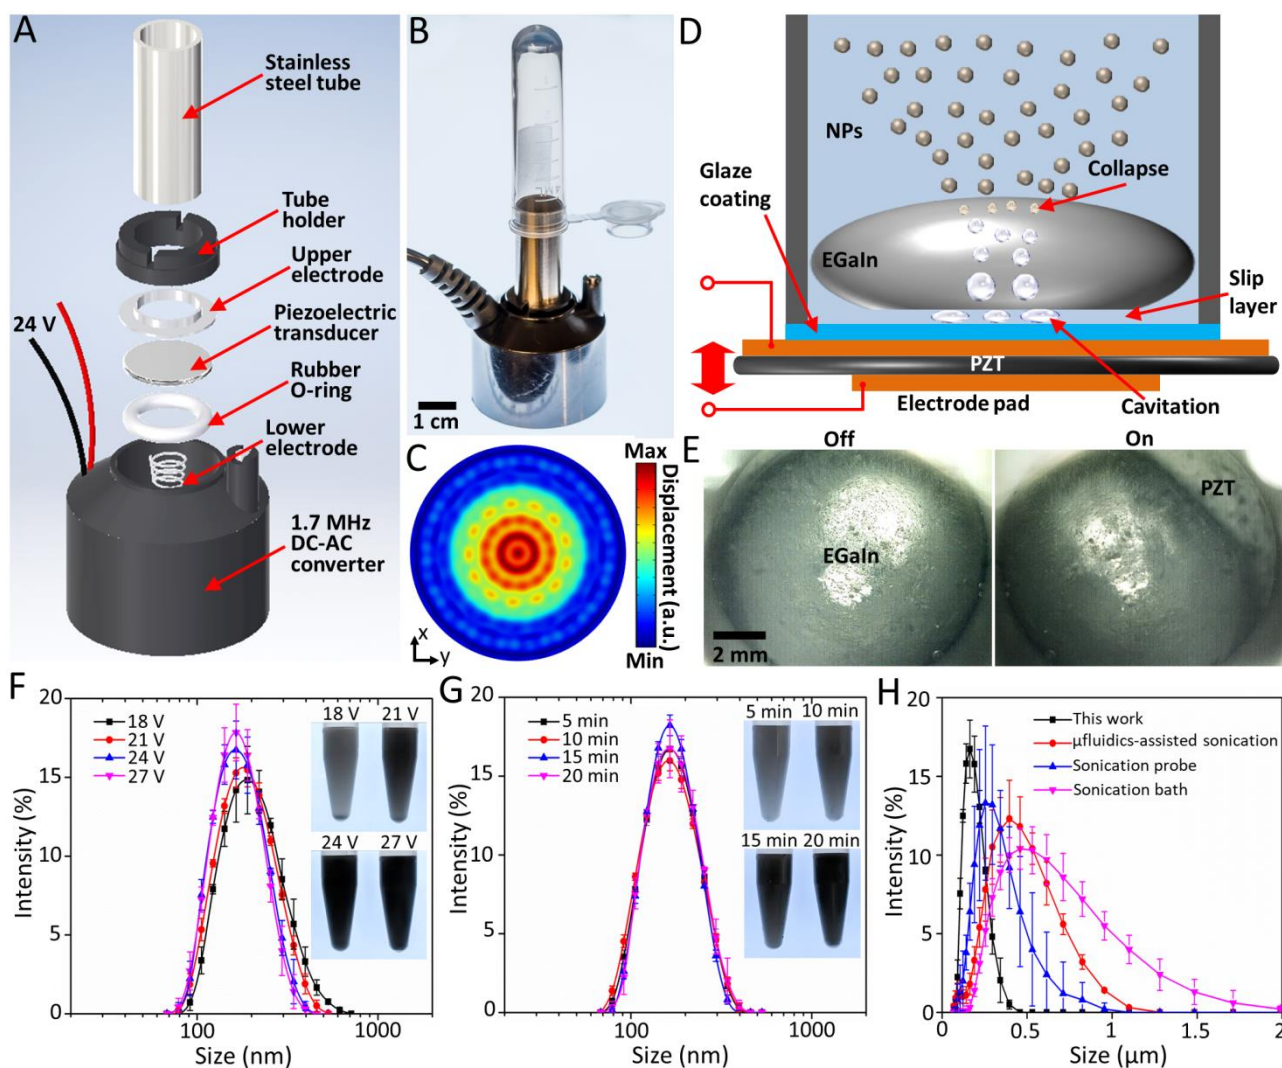 A
Stainless
steel tube
Tube
holder
Upper
electrode
24 V
Piezoelectric
transducer
Rubber
O-ring
Lower
electrode
1.7 MHz
DC-AC
converter
B
1 cm
C
Max
Displacement (a.u.)
Min
x
y
D
NPs
Glaze
coating
Collapse
EGaIn
Slip
layer
PZT
Electrode pad
Cavitation
Off
On
E
EGaIn
PZT
2 mm
F
20
15
10
5
0
Intensity (%)
18 V
21 V
24 V
27 V
18 V 21 V
24 V 27 V
100 1000
Size (nm)
G
20
15
10
5
0
Intensity (%)
5 min
10 min
15 min
20 min
5 min 10 min
15 min 20 min
100 1000
Size (nm)
H
20
15
10
5
0
Intensity (%)
This work
µfluidics-assisted sonication
Sonication probe
Sonication bath
0 0.5 1 1.5 2
Size (µm)